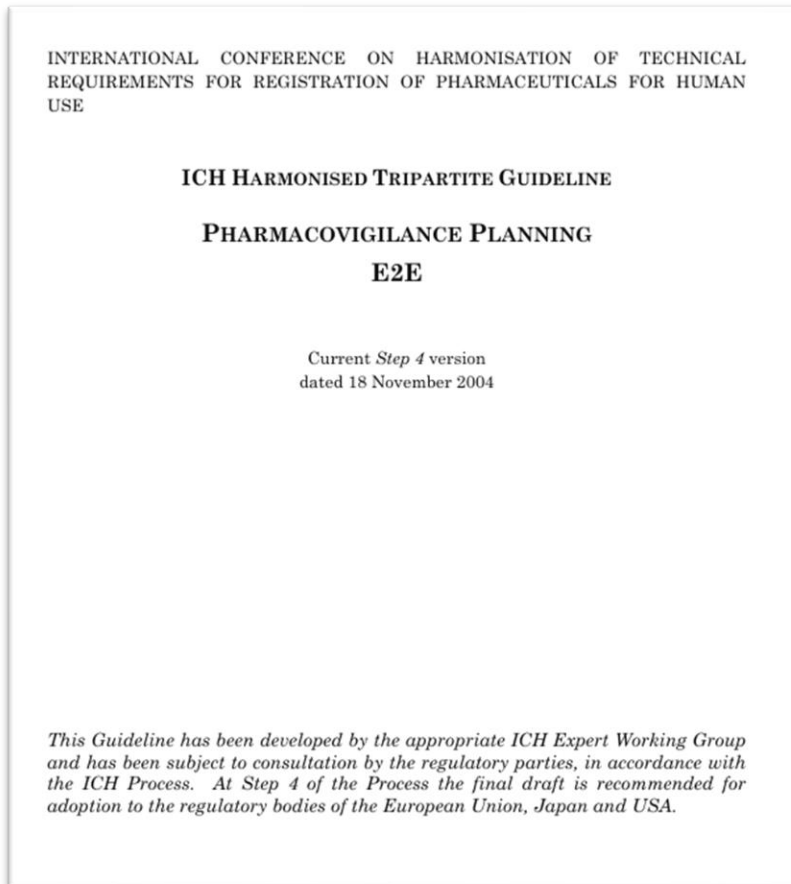 INTERNATIONAL CONFERENCE ON HARMONISATION OF TECHNICAL
REQUIREMENTS FOR REGISTRATION OF PHARMACEUTICALS FOR HUMAN
USE
ICH HARMONISED TRIPARTITE GUIDELINE
PHARMACOVIGILANCE PLANNING
E2E
Current Step 4 version
dated 18 November 2004
This Guideline has been developed by the appropriate ICH Expert Working Group
and has been subject to consultation by the regulatory parties, in accordance with
the ICH Process. At Step 4 of the Process the final draft is recommended for
adoption to the regulatory bodies of the European Union, Japan and USA.